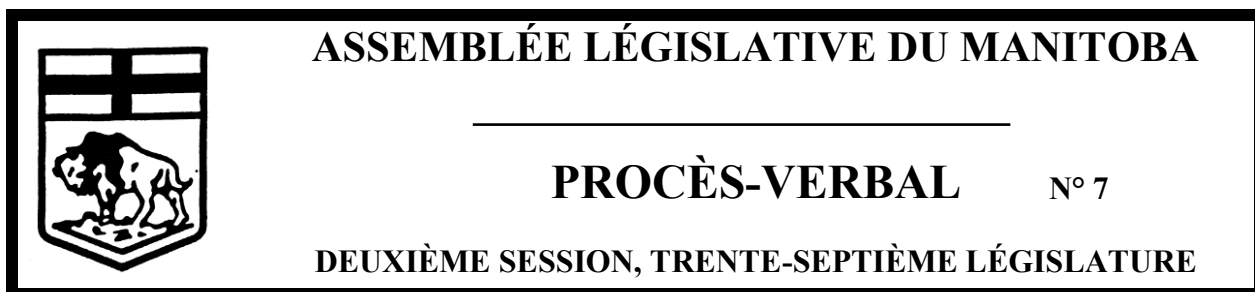 ASSEMBLÉE LÉGISLATIVE DU MANITOBA
PROCÈS-VERBAL N° 7
DEUXIÈME SESSION, TRENTE-SEPTIÈME LÉGISLATURE